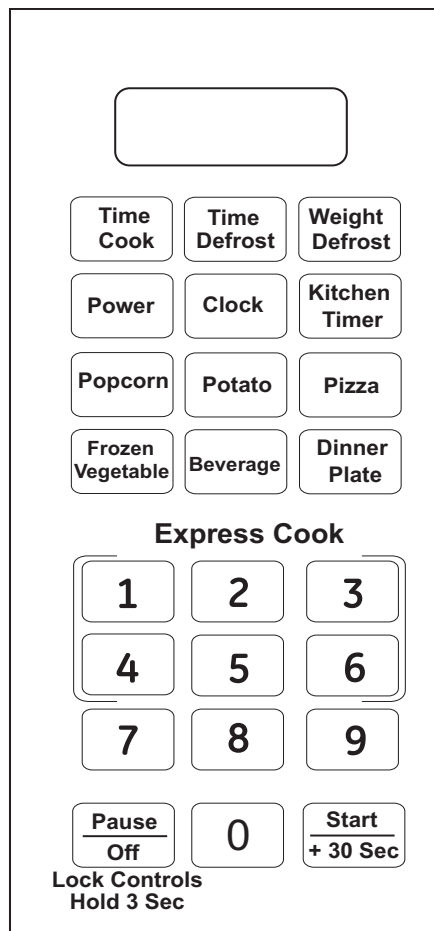 Time Cook
Time Defrost
Weight Defrost
Power
Clock
Kitchen Timer
Popcorn
Potato
Pizza
Frozen Vegetable
Beverage
Dinner Plate
Express Cook
1 2 3
4 5 6
7 8 9
Pause
Off
0
Start
+ 30 Sec
Lock Controls
Hold 3 Sec